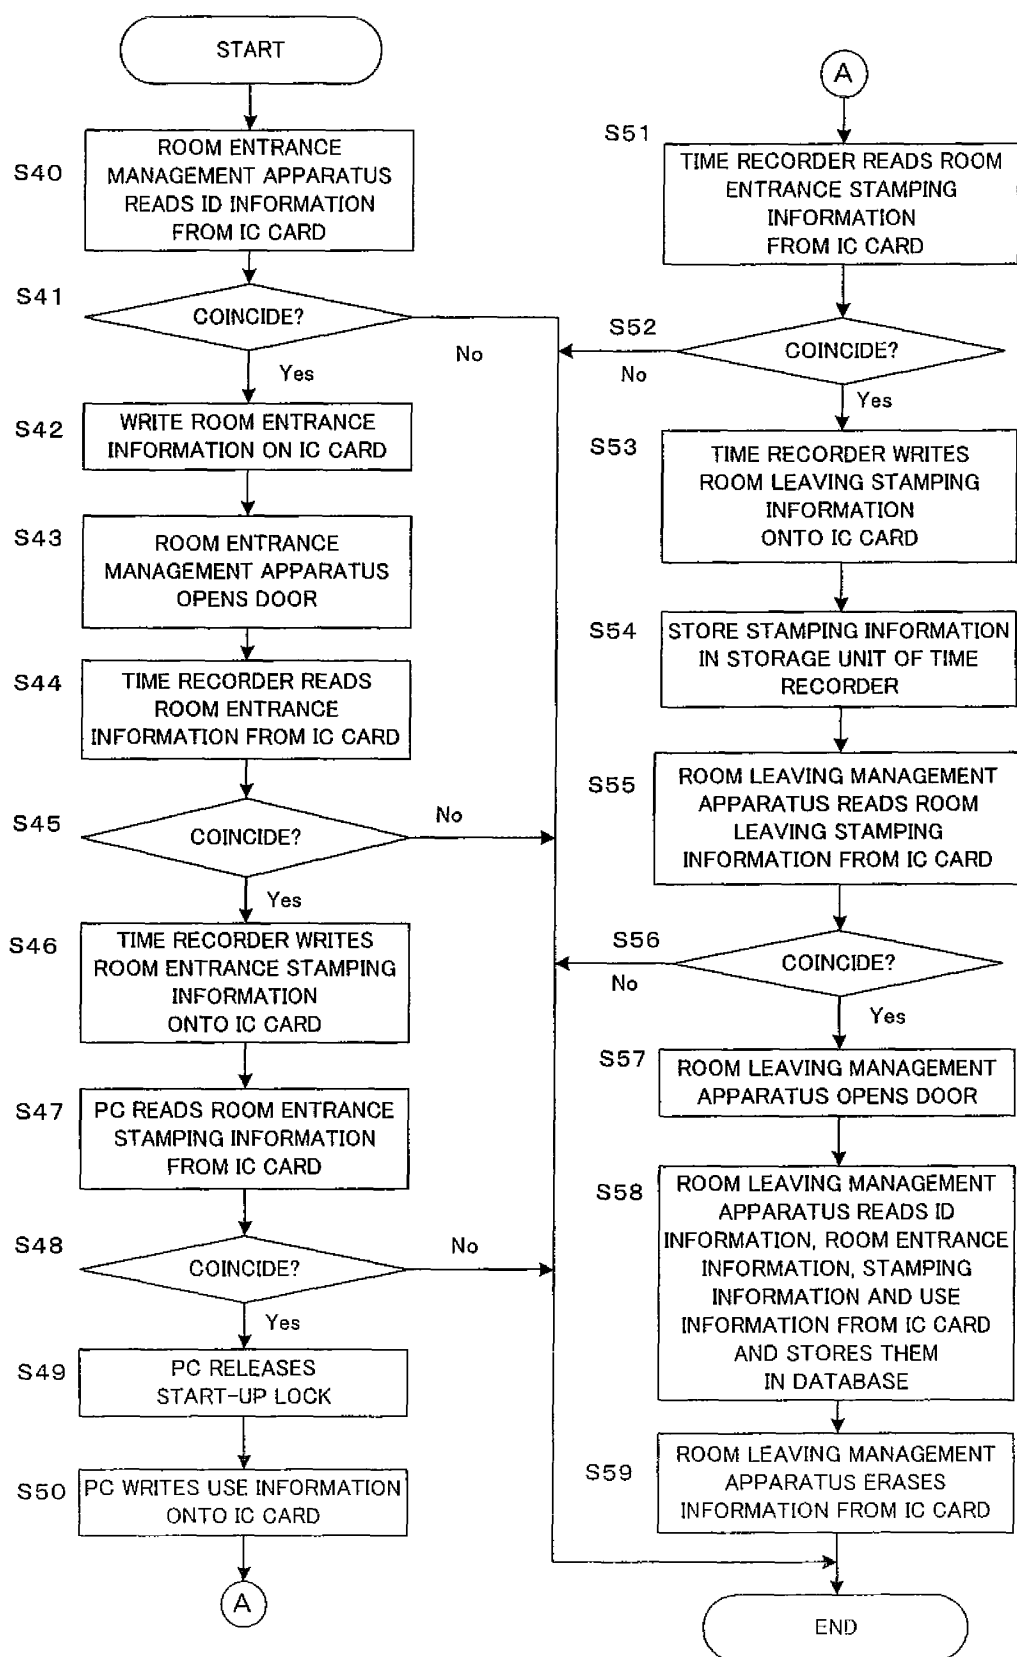 START
S40
ROOM ENTRANCE
MANAGEMENT APPARATUS
READS ID INFORMATION
FROM IC CARD
S41
COINCIDE?
No
Yes
S42
WRITE ROOM ENTRANCE
INFORMATION ON IC CARD
S43
ROOM ENTRANCE
MANAGEMENT APPARATUS
OPENS DOOR
S44
TIME RECORDER READS
ROOM ENTRANCE
INFORMATION FROM IC CARD
S45
COINCIDE?
No
Yes
S46
TIME RECORDER WRITES
ROOM ENTRANCE STAMPING
INFORMATION
ONTO IC CARD
S47
PC READS ROOM ENTRANCE
STAMPING INFORMATION
FROM IC CARD
S48
COINCIDE?
No
Yes
S49
PC RELEASES
START-UP LOCK
S50
PC WRITES USE INFORMATION
ONTO IC CARD
A
A
S51
TIME RECORDER READS ROOM
ENTRANCE STAMPING
INFORMATION
FROM IC CARD
S52
COINCIDE?
No
Yes
S53
TIME RECORDER WRITES
ROOM LEAVING STAMPING
INFORMATION
ONTO IC CARD
S54
STORE STAMPING INFORMATION
IN STORAGE UNIT OF TIME
RECORDER
S55
ROOM LEAVING MANAGEMENT
APPARATUS READS ROOM
LEAVING STAMPING
INFORMATION FROM IC CARD
S56
COINCIDE?
No
Yes
S57
ROOM LEAVING MANAGEMENT
APPARATUS OPENS DOOR
S58
ROOM LEAVING MANAGEMENT
APPARATUS READS ID
INFORMATION, ROOM ENTRANCE
INFORMATION, STAMPING
INFORMATION AND USE
INFORMATION FROM IC CARD
AND STORES THEM
IN DATABASE
S59
ROOM LEAVING MANAGEMENT
APPARATUS ERASES
INFORMATION FROM IC CARD
END